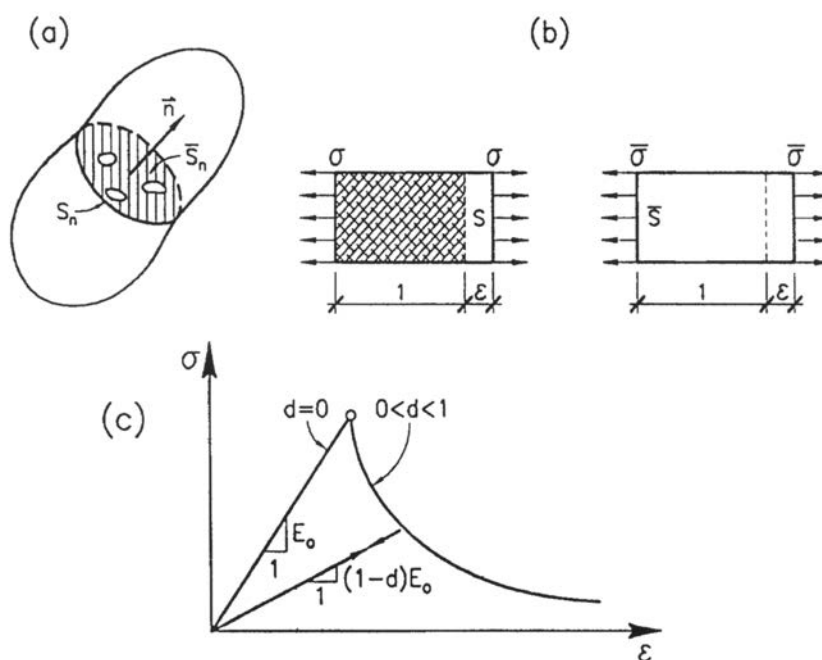 (a)
(b)
n⃗
S̅ₙ
Sₙ
σ σ
S
1 ε
σ̅ σ̅
S̅
1 ε
(c)
σ
d=0
0<d<1
E₀
1
(1-d)E₀
1
ε